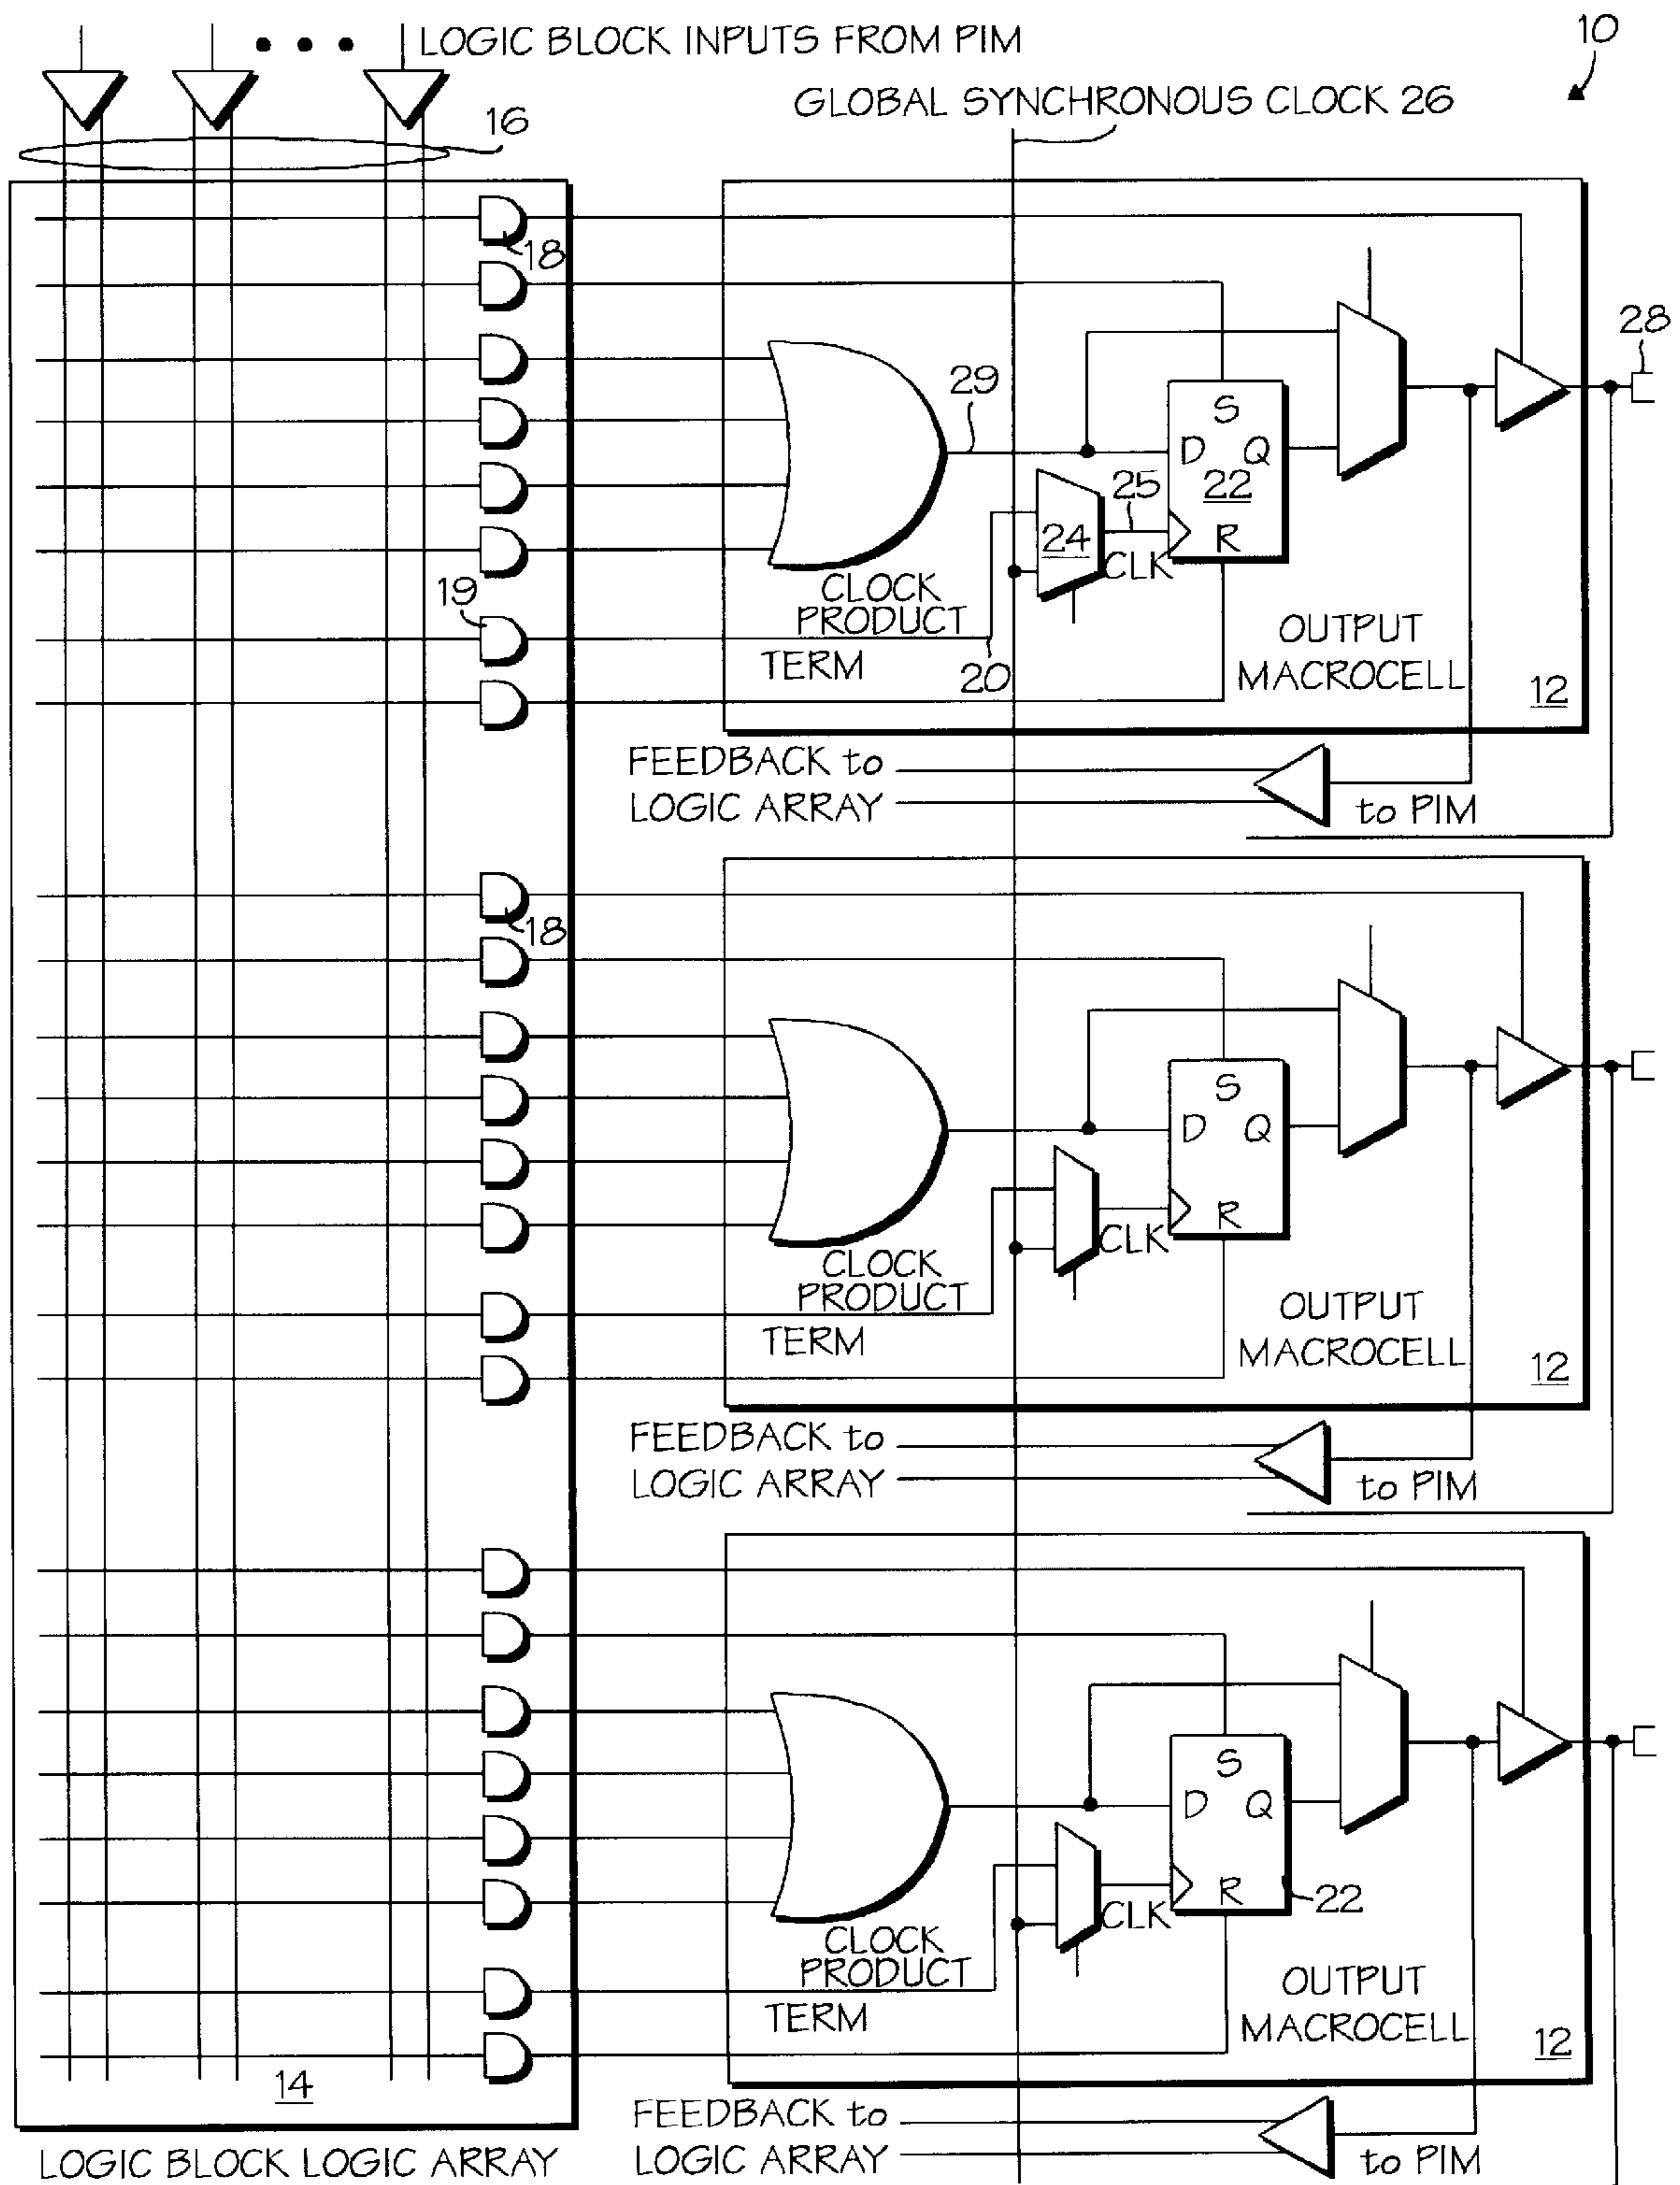 LOGIC BLOCK INPUTS FROM PIM
10
GLOBAL SYNCHRONOUS CLOCK 26
16
18
28
29
S
D Q
22
25
24
CLK
R
19
CLOCK
PRODUCT
TERM
20
OUTPUT
MACROCELL
12
FEEDBACK to
LOGIC ARRAY
to PIM
18
S
D Q
R
CLK
CLOCK
PRODUCT
TERM
OUTPUT
MACROCELL
12
FEEDBACK to
LOGIC ARRAY
to PIM
S
D Q
R
22
CLK
CLOCK
PRODUCT
TERM
OUTPUT
MACROCELL
12
14
FEEDBACK to
LOGIC ARRAY
to PIM
LOGIC BLOCK LOGIC ARRAY